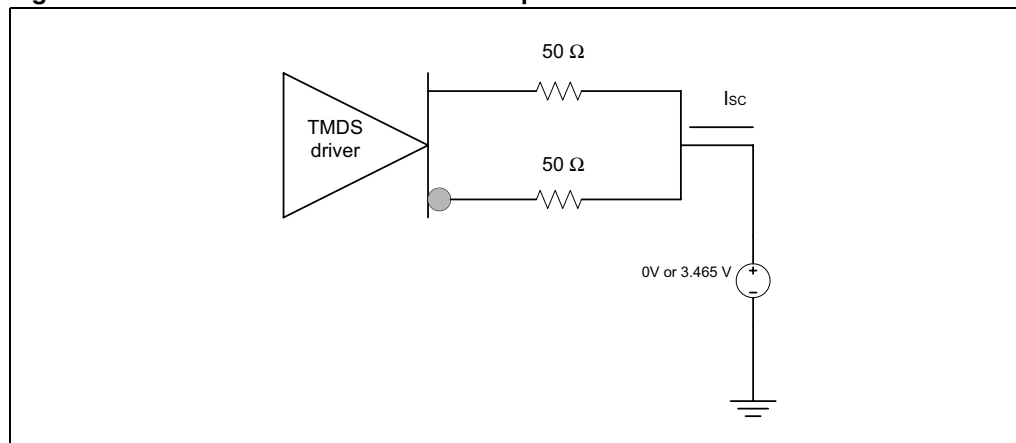 50 Ω
Isc
TMDS
driver
50 Ω
0V or 3.465 V
+
−